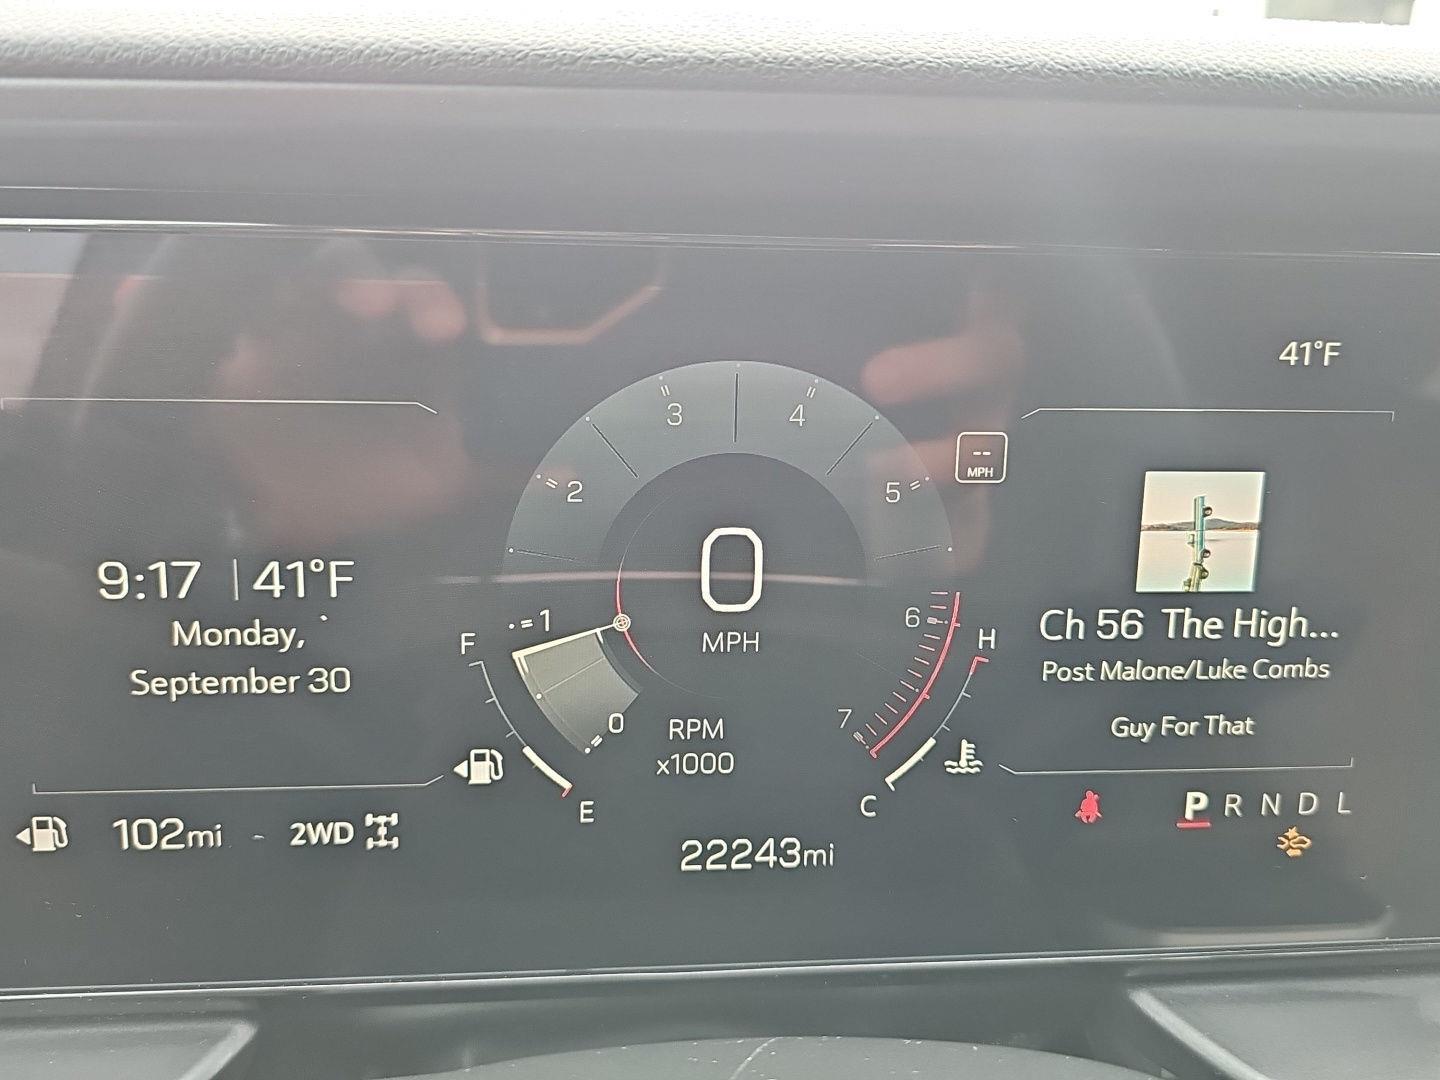 41°F
3
4
2
5
--
MPH
9:17 | 41°F
Monday,
September 30
0
MPH
F
1
6
H
Ch 56 The High...
Post Malone/Luke Combs
Guy For That
0
RPM
x1000
7
E
C
102mi - 2WD
22243mi
P R N D L